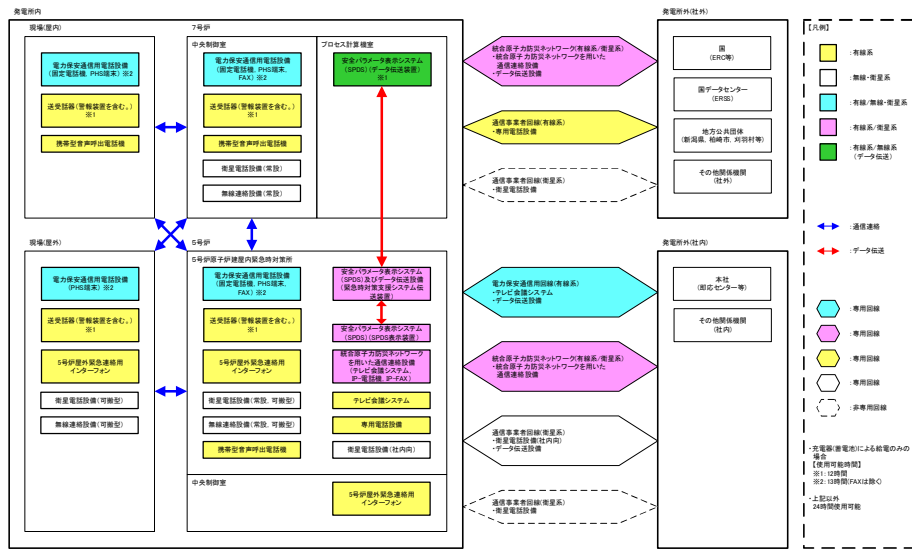 発電所内
現場(屋内)
電力保安通信用電話設備
(固定電話機, PHS端末) ※2
送受話器(警報装置を含む。)
※1
携帯型音声呼出電話機
7号炉
中央制御室
電力保安通信用電話設備
(固定電話機, PHS端末,
FAX) ※2
送受話器(警報装置を含む。)
※1
携帯型音声呼出電話機
衛星電話設備(常設)
無線連絡設備(常設)
プロセス計算機室
安全パラメータ表示システム
(SPDS)(データ伝送装置)
※1
現場(屋外)
電力保安通信用電話設備
(PHS端末) ※2
送受話器(警報装置を含む。)
※1
5号炉屋外緊急連絡用
インターフォン
衛星電話設備(可搬型)
無線連絡設備(可搬型)
5号炉
5号炉原子炉建屋内緊急時対策所
電力保安通信用電話設備
(固定電話機, PHS端末,
FAX) ※2
送受話器(警報装置を含む。)
※1
5号炉屋外緊急連絡用
インターフォン
衛星電話設備(常設, 可搬型)
無線連絡設備(常設, 可搬型)
携帯型音声呼出電話機
安全パラメータ表示システム
(SPDS)及びデータ伝送設備
(緊急時対策支援システム伝
送装置)
安全パラメータ表示システム
(SPDS)(SPDS表示装置)
統合原子力防災ネットワーク
を用いた通信連絡設備
(テレビ会議システム,
IP-電話機, IP-FAX)
テレビ会議システム
専用電話設備
衛星電話設備(社内向)
中央制御室
5号炉屋外緊急連絡用
インターフォン
統合原子力防災ネットワーク(有線系/衛星系)
・統合原子力防災ネットワークを用いた
通信連絡設備
・データ伝送設備
通信事業者回線(有線系)
・専用電話設備
通信事業者回線(衛星系)
・衛星電話設備
電力保安通信用回線(有線系)
・テレビ会議システム
・データ伝送設備
統合原子力防災ネットワーク(有線系/衛星系)
・統合原子力防災ネットワークを用いた
通信連絡設備
通信事業者回線(衛星系)
・衛星電話設備(社内向)
・データ伝送設備
通信事業者回線(衛星系)
・衛星電話設備
発電所外(社外)
国
(ERC等)
国データセンター
(ERSS)
地方公共団体
(新潟県, 柏崎市, 刈羽村等)
その他関係機関
(社外)
発電所外(社内)
本社
(即応センター等)
その他関係機関
(社内)
【凡例】
:有線系
:無線・衛星系
:有線/無線・衛星系
:有線系/衛星系
:有線系/無線系
(データ伝送)
:通信連絡
:データ伝送
:専用回線
:専用回線
:専用回線
:専用回線
:非専用回線
・充電器(蓄電池)による給電のみの
場合
【使用可能時間】
※1:12時間
※2:13時間(FAXは除く)
・上記以外
24時間使用可能